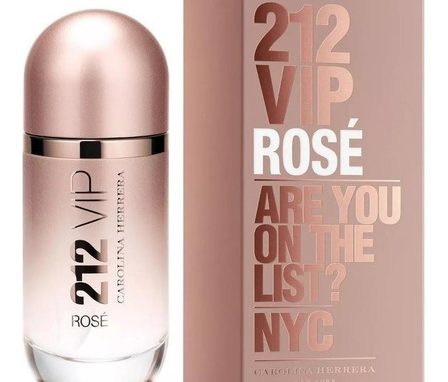 212 VIP
CAROLINA HERRERA
ROSÉ
212
VIP
ROSÉ
ARE YOU
ON THE
LIST?
NYC
CAROLINA HERRERA